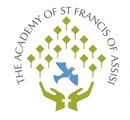 THE ACADEMY OF ST FRANCIS OF ASSISI